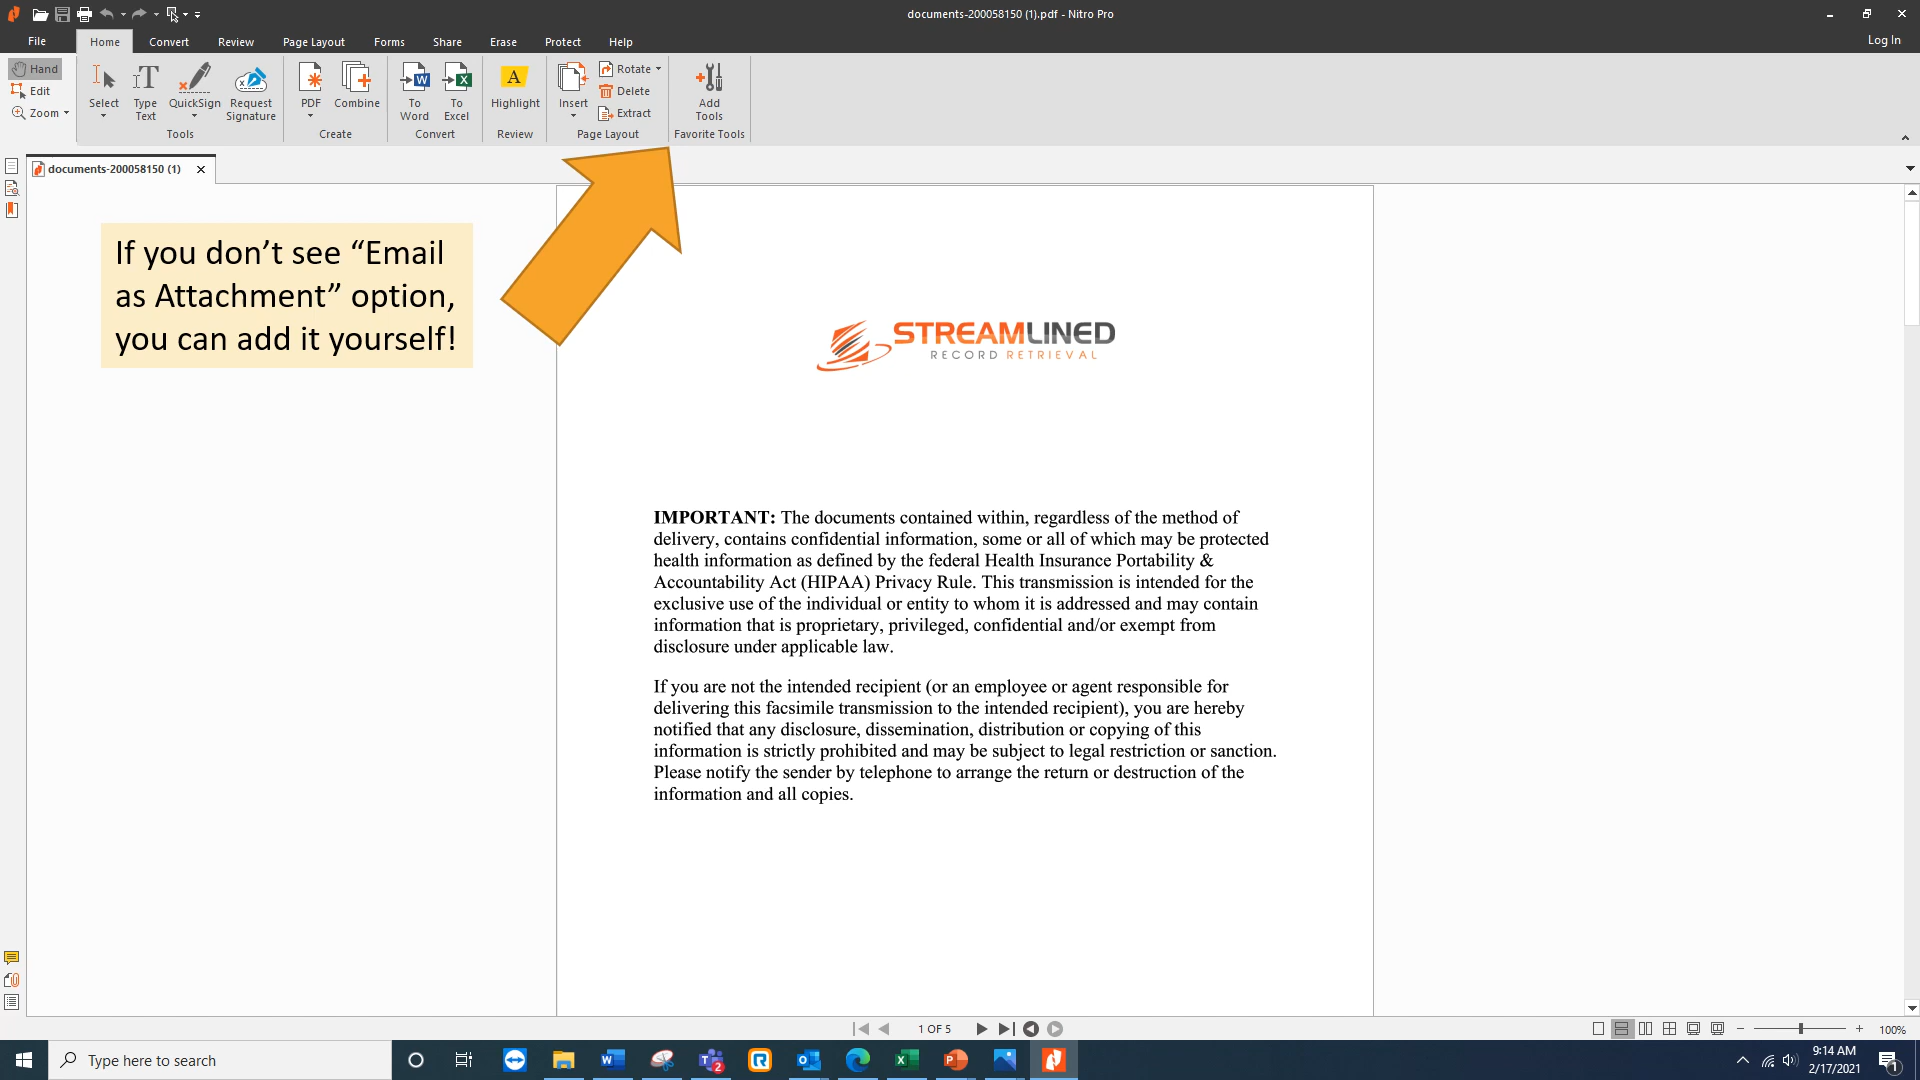 documents-200058150 (1).pdf - Nitro Pro
File Home Convert Review Page Layout Forms Share Erase Protect Help Log In
Hand
Edit
Zoom
Select
Type Text
QuickSign
Request Signature
Tools
PDF
Combine
Create
To Word
To Excel
Convert
Highlight
Review
Insert
Rotate
Delete
Extract
Page Layout
Add Tools
Favorite Tools
documents-200058150 (1)
If you don’t see “Email
as Attachment” option,
you can add it yourself!
STREAMLINED
RECORD RETRIEVAL
IMPORTANT: The documents contained within, regardless of the method of
delivery, contains confidential information, some or all of which may be protected
health information as defined by the federal Health Insurance Portability &
Accountability Act (HIPAA) Privacy Rule. This transmission is intended for the
exclusive use of the individual or entity to whom it is addressed and may contain
information that is proprietary, privileged, confidential and/or exempt from
disclosure under applicable law.
If you are not the intended recipient (or an employee or agent responsible for
delivering this facsimile transmission to the intended recipient), you are hereby
notified that any disclosure, dissemination, distribution or copying of this
information is strictly prohibited and may be subject to legal restriction or sanction.
Please notify the sender by telephone to arrange the return or destruction of the
information and all copies.
1 OF 5
100%
Type here to search
9:14 AM
2/17/2021